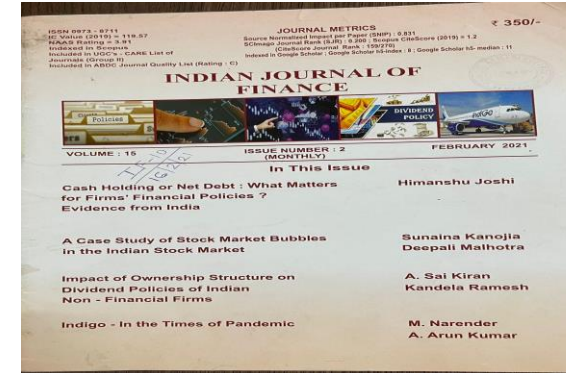 ISSN 0973 - 8711
IC Value (2019) = 119.57
NAAS Rating = 3.91
Indexed in Scopus
Included in UGC's - CARE List of
Journals (Group II)
Included in ABDC Journal Quality List (Rating : C)
JOURNAL METRICS
Source Normalized Impact per Paper (SNIP) : 0.831
SCImago Journal Rank (SJR) : 0.200 ; Scopus CiteScore (2019) = 1.2
(CiteScore Journal Rank : 159/270)
Indexed in Google Scholar : Google Scholar h5-index : 8 ; Google Scholar h5- median : 11
₹ 350/-
INDIAN JOURNAL OF
FINANCE
Policies
DIVIDEND
POLICY
IndiGo
VOLUME : 15
ISSUE NUMBER : 2
(MONTHLY)
FEBRUARY 2021
In This Issue
Cash Holding or Net Debt : What Matters
for Firms' Financial Policies ?
Evidence from India
Himanshu Joshi
A Case Study of Stock Market Bubbles
in the Indian Stock Market
Sunaina Kanojia
Deepali Malhotra
Impact of Ownership Structure on
Dividend Policies of Indian
Non - Financial Firms
A. Sai Kiran
Kandela Ramesh
Indigo - In the Times of Pandemic
M. Narender
A. Arun Kumar